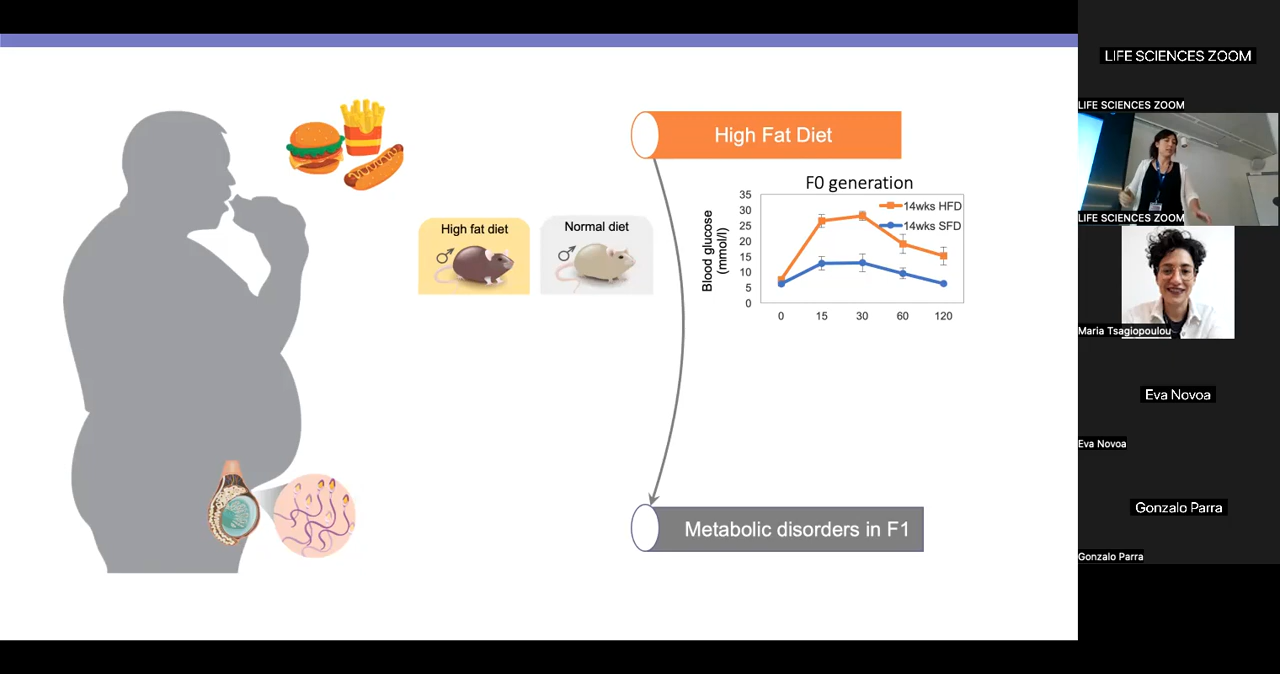 High Fat Diet
High fat diet
Normal diet
F0 generation
Blood glucose
(mmol/l)
35
30
25
20
15
10
5
0
14wks HFD
14wks SFD
0 15 30 60 120
Metabolic disorders in F1
LIFE SCIENCES ZOOM
LIFE SCIENCES ZOOM
LIFE SCIENCES ZOOM
Maria Tsagiopoulou
Eva Novoa
Eva Novoa
Gonzalo Parra
Gonzalo Parra